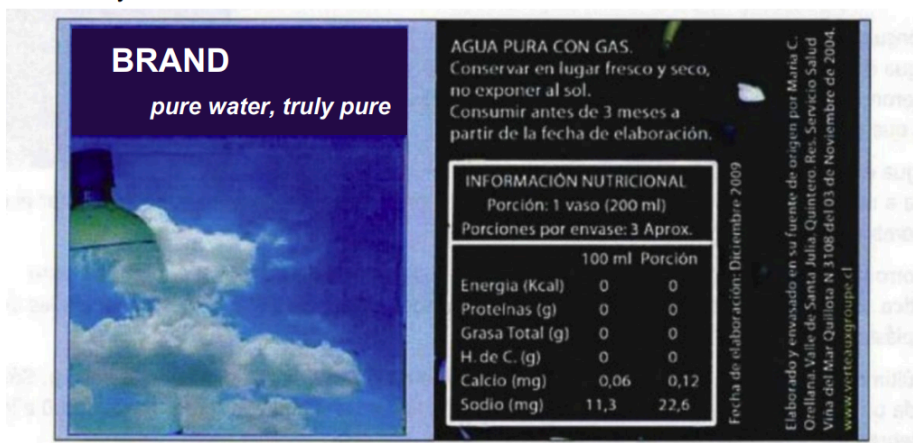 BRAND
pure water, truly pure
AGUA PURA CON GAS.
Conservar en lugar fresco y seco,
no exponer al sol.
Consumir antes de 3 meses a
partir de la fecha de elaboración.
INFORMACIÓN NUTRICIONAL
Porción: 1 vaso (200 ml)
Porciones por envase: 3 Aprox.
100 ml Porción
Energia (Kcal) 0 0
Proteínas (g) 0 0
Grasa Total (g) 0 0
H. de C. (g) 0 0
Calcio (mg) 0,06 0,12
Sodio (mg) 11,3 22,6
Fecha de elaboración: Diciembre 2009
Elaborado y envasado en su fuente de origen por María C.
Orellana. Valle de Santa Julia, Quintero. Res. Servicio Salud
Viña del Mar Quillota N 3108 del 03 de Noviembre de 2004.
www.verteauxgroupe.cl